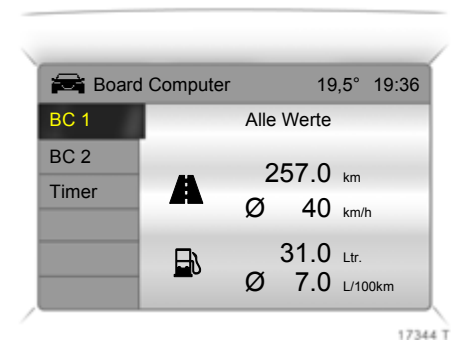 Board Computer 19,5° 19:36
BC 1 Alle Werte
BC 2
Timer
257.0 km
Ø 40 km/h
31.0 Ltr.
Ø 7.0 L/100km
17344 T